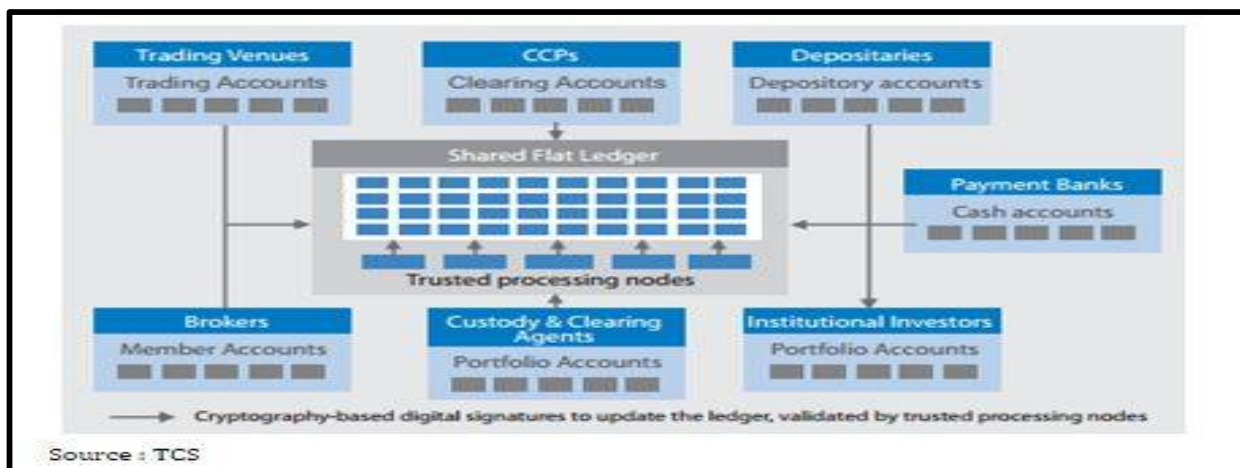 Trading Venues
Trading Accounts
CCPs
Clearing Accounts
Depositaries
Depository accounts
Shared Flat Ledger
Payment Banks
Cash accounts
Trusted processing nodes
Brokers
Member Accounts
Custody & Clearing
Agents
Portfolio Accounts
Institutional Investors
Portfolio Accounts
Cryptography-based digital signatures to update the ledger, validated by trusted processing nodes
Source : TCS